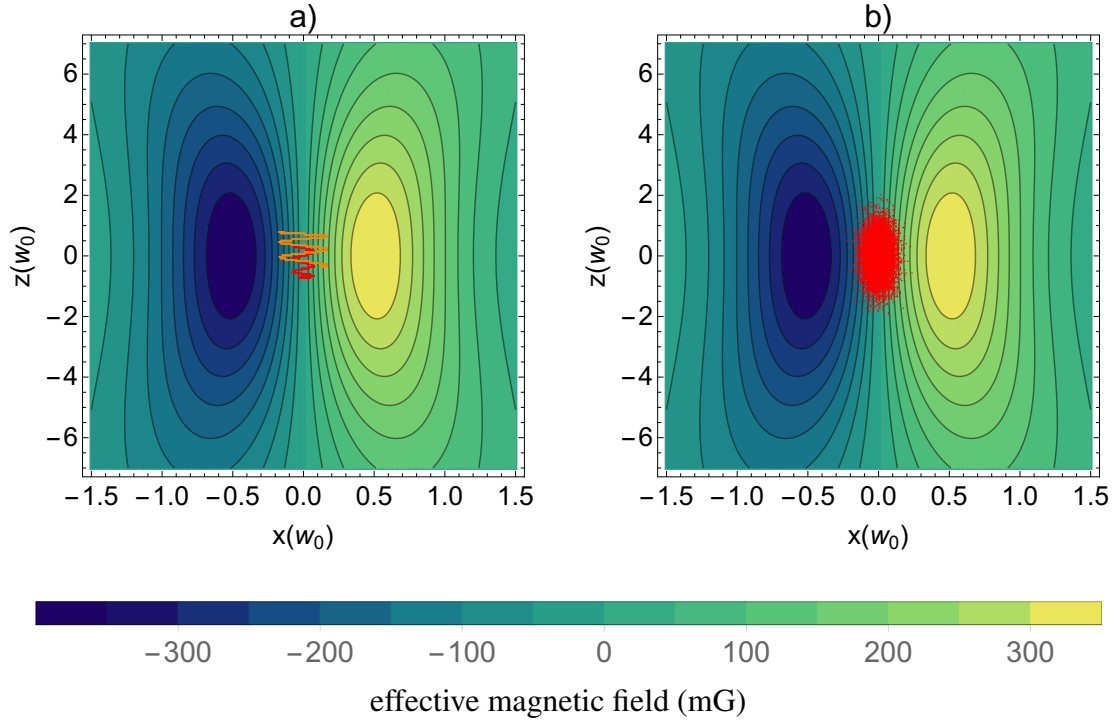 a) b)
6 6
4 4
2 2
z(w₀) 0 z(w₀) 0
−2 −2
−4 −4
−6 −6
−1.5 −1.0 −0.5 0.0 0.5 1.0 1.5 −1.5 −1.0 −0.5 0.0 0.5 1.0 1.5
x(w₀) x(w₀)
−300 −200 −100 0 100 200 300
effective magnetic field (mG)